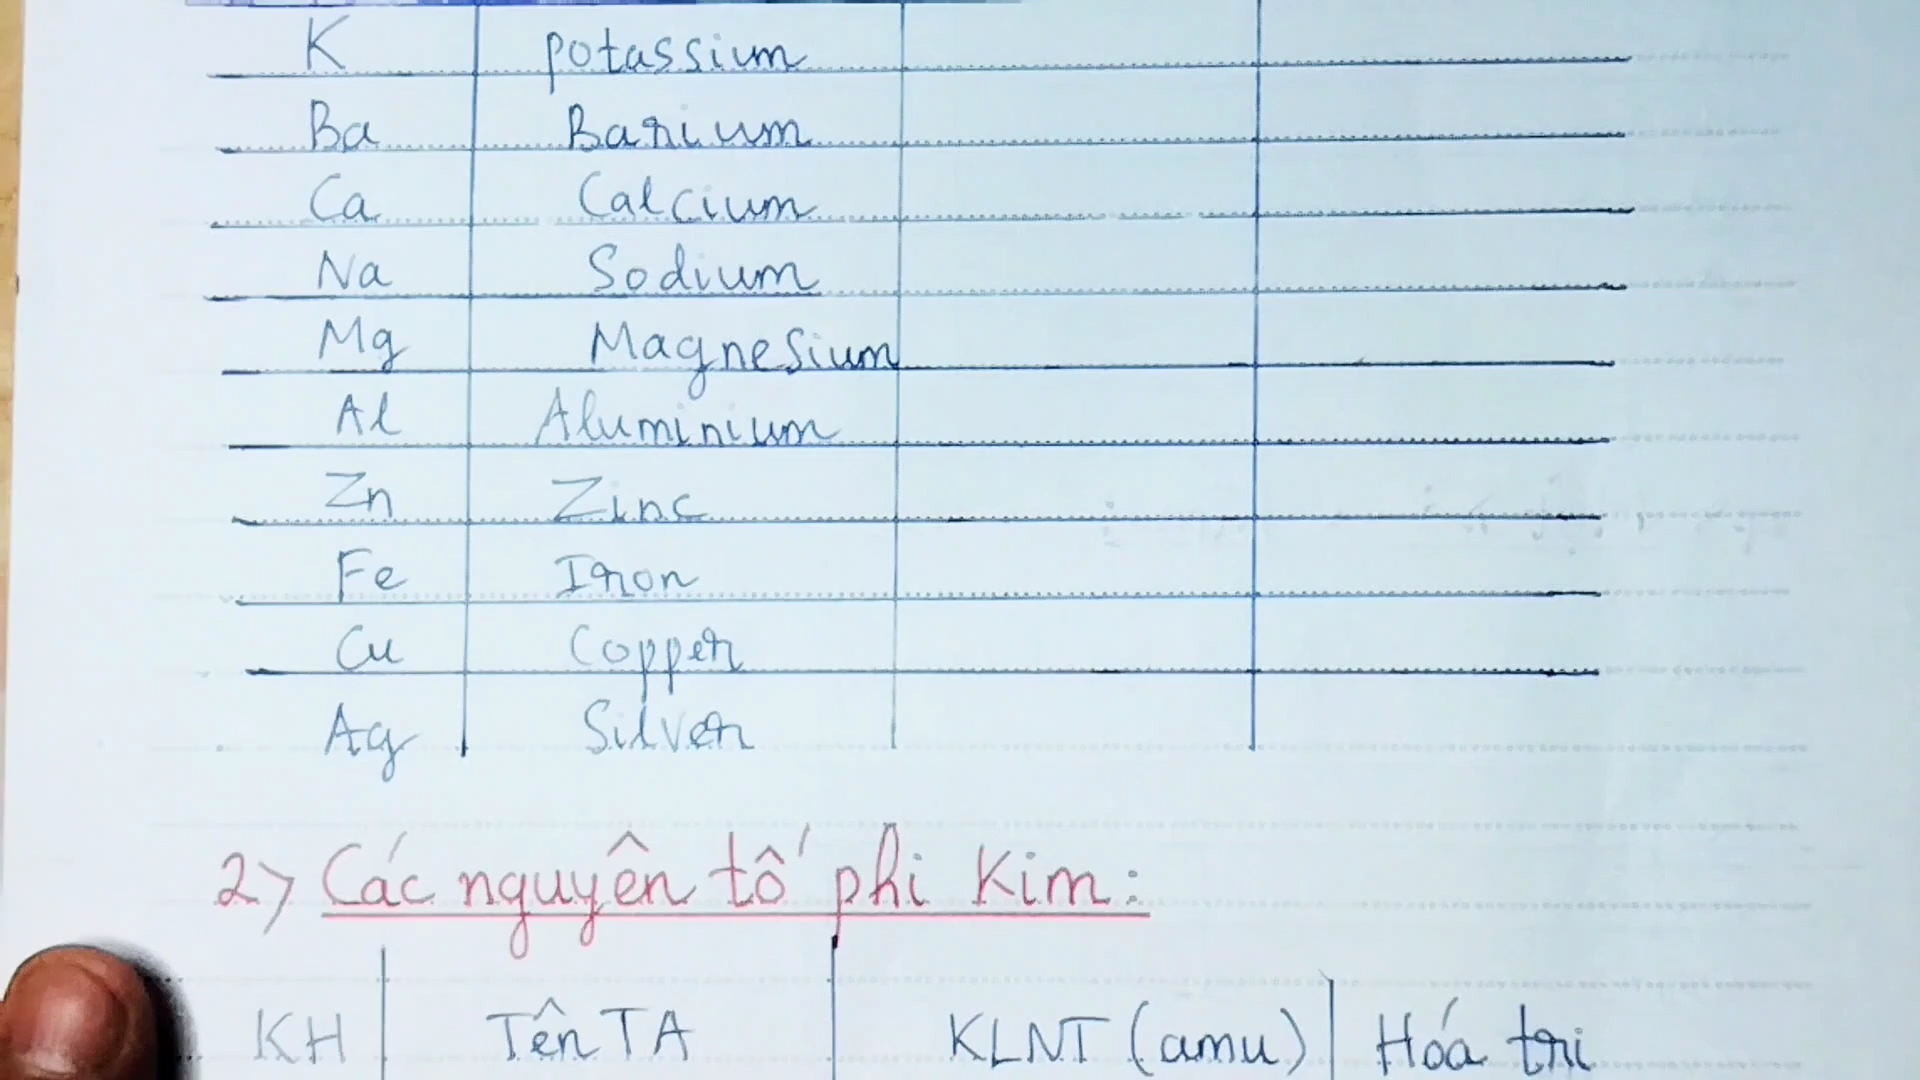 K potassium
Ba Barium
Ca Calcium
Na Sodium
Mg Magnesium
Al Aluminium
Zn Zinc
Fe Iron
Cu Copper
Ag Silver
2) Các nguyên tố phi Kim:
KH Tên TA KLNT (amu) Hóa trị